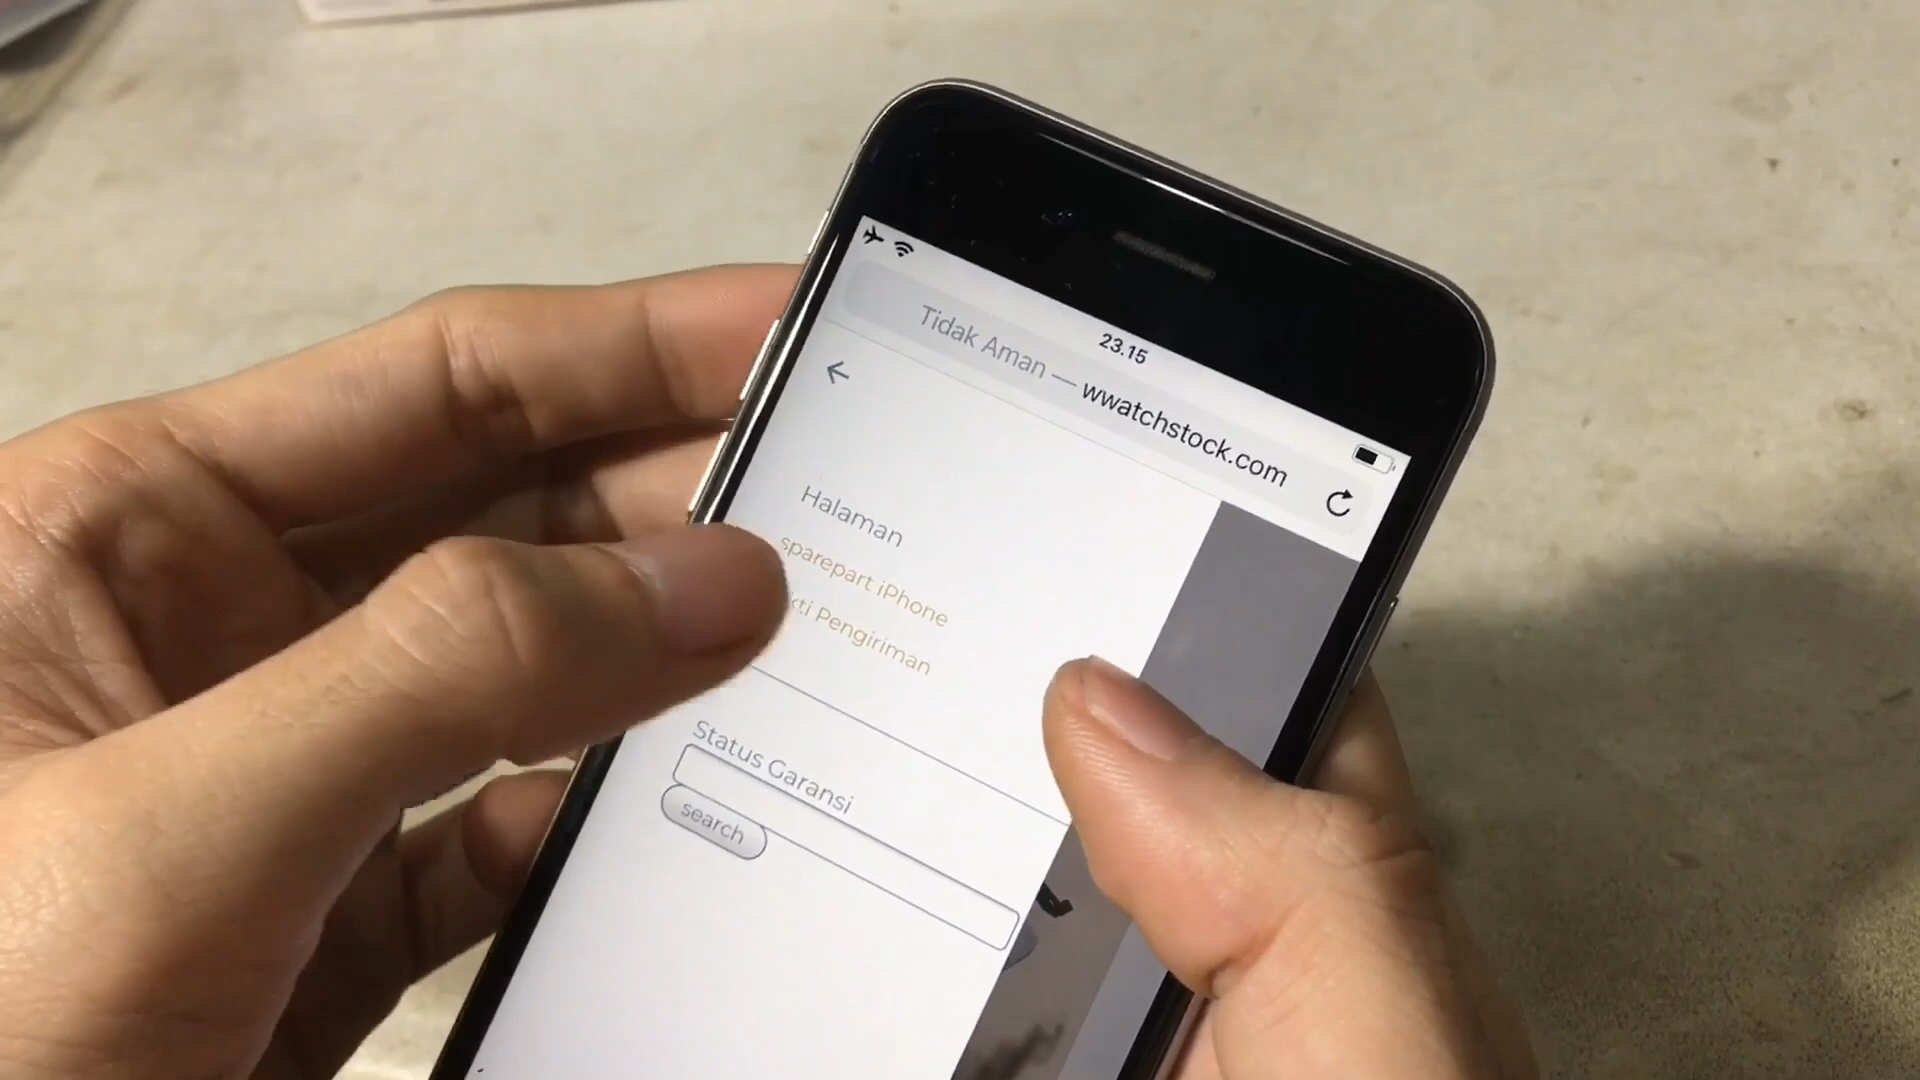 23.15
Tidak Aman — wwatchstock.com
Halaman
sparepart iPhone
Pengiriman
Status Garansi
search